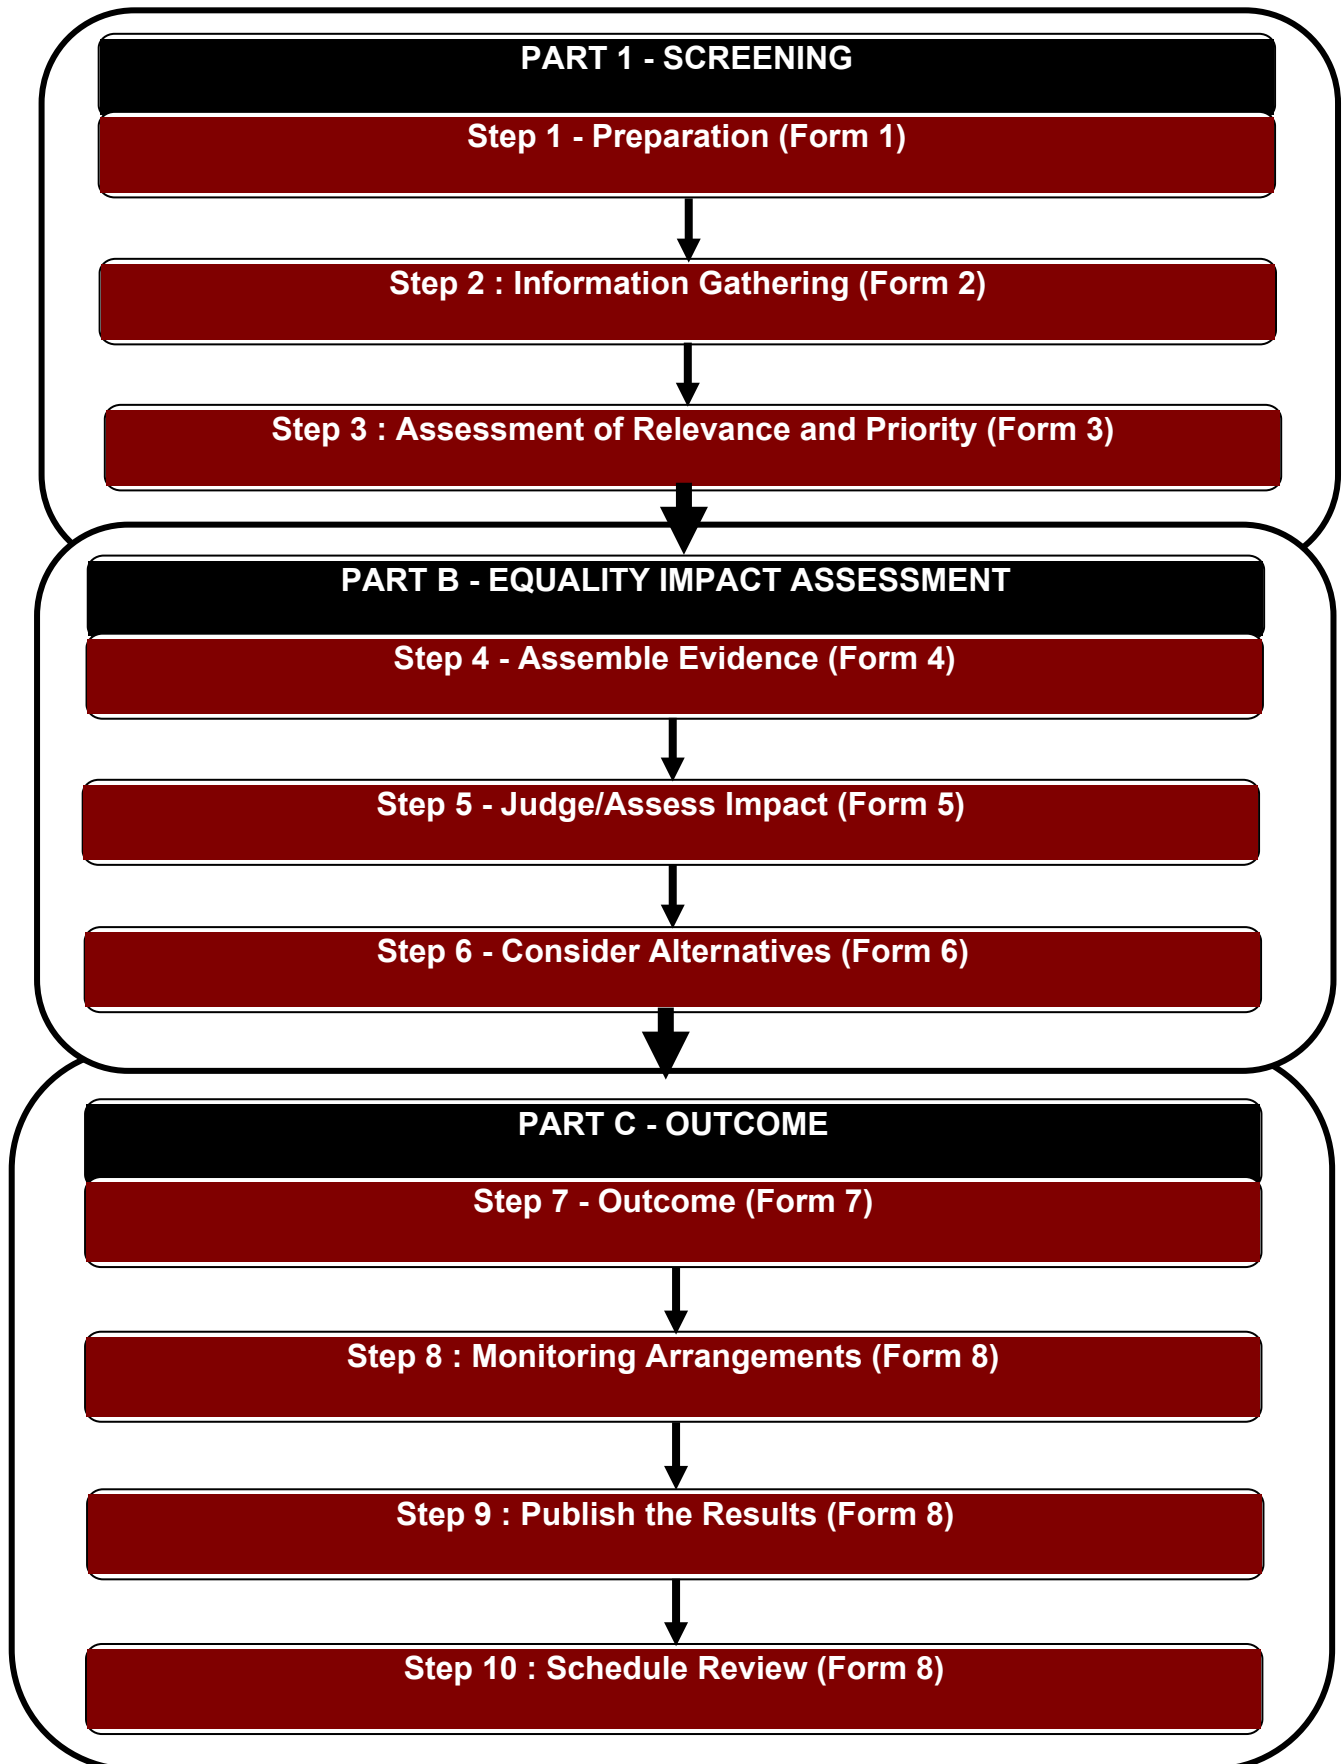 PART 1 - SCREENING
Step 1 - Preparation (Form 1)
Step 2 : Information Gathering (Form 2)
Step 3 : Assessment of Relevance and Priority (Form 3)
PART B - EQUALITY IMPACT ASSESSMENT
Step 4 - Assemble Evidence (Form 4)
Step 5 - Judge/Assess Impact (Form 5)
Step 6 - Consider Alternatives (Form 6)
PART C - OUTCOME
Step 7 - Outcome (Form 7)
Step 8 : Monitoring Arrangements (Form 8)
Step 9 : Publish the Results (Form 8)
Step 10 : Schedule Review (Form 8)